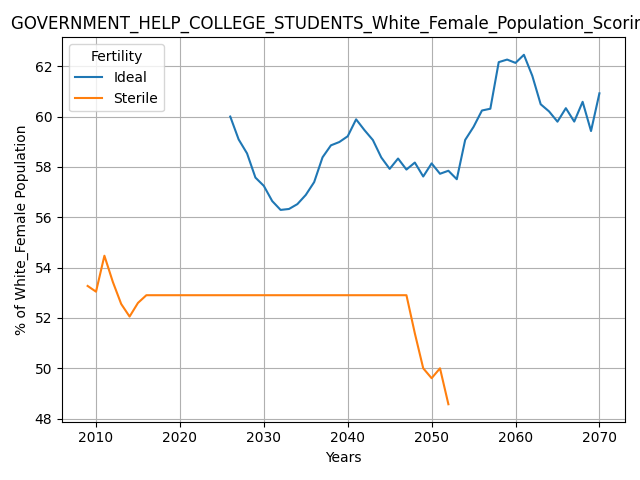 GOVERNMENT_HELP_COLLEGE_STUDENTS_White_Female_Population_Scorin
Fertility
Ideal
Sterile
% of White_Female Population
62
60
58
56
54
52
50
48
2010 2020 2030 2040 2050 2060 2070
Years